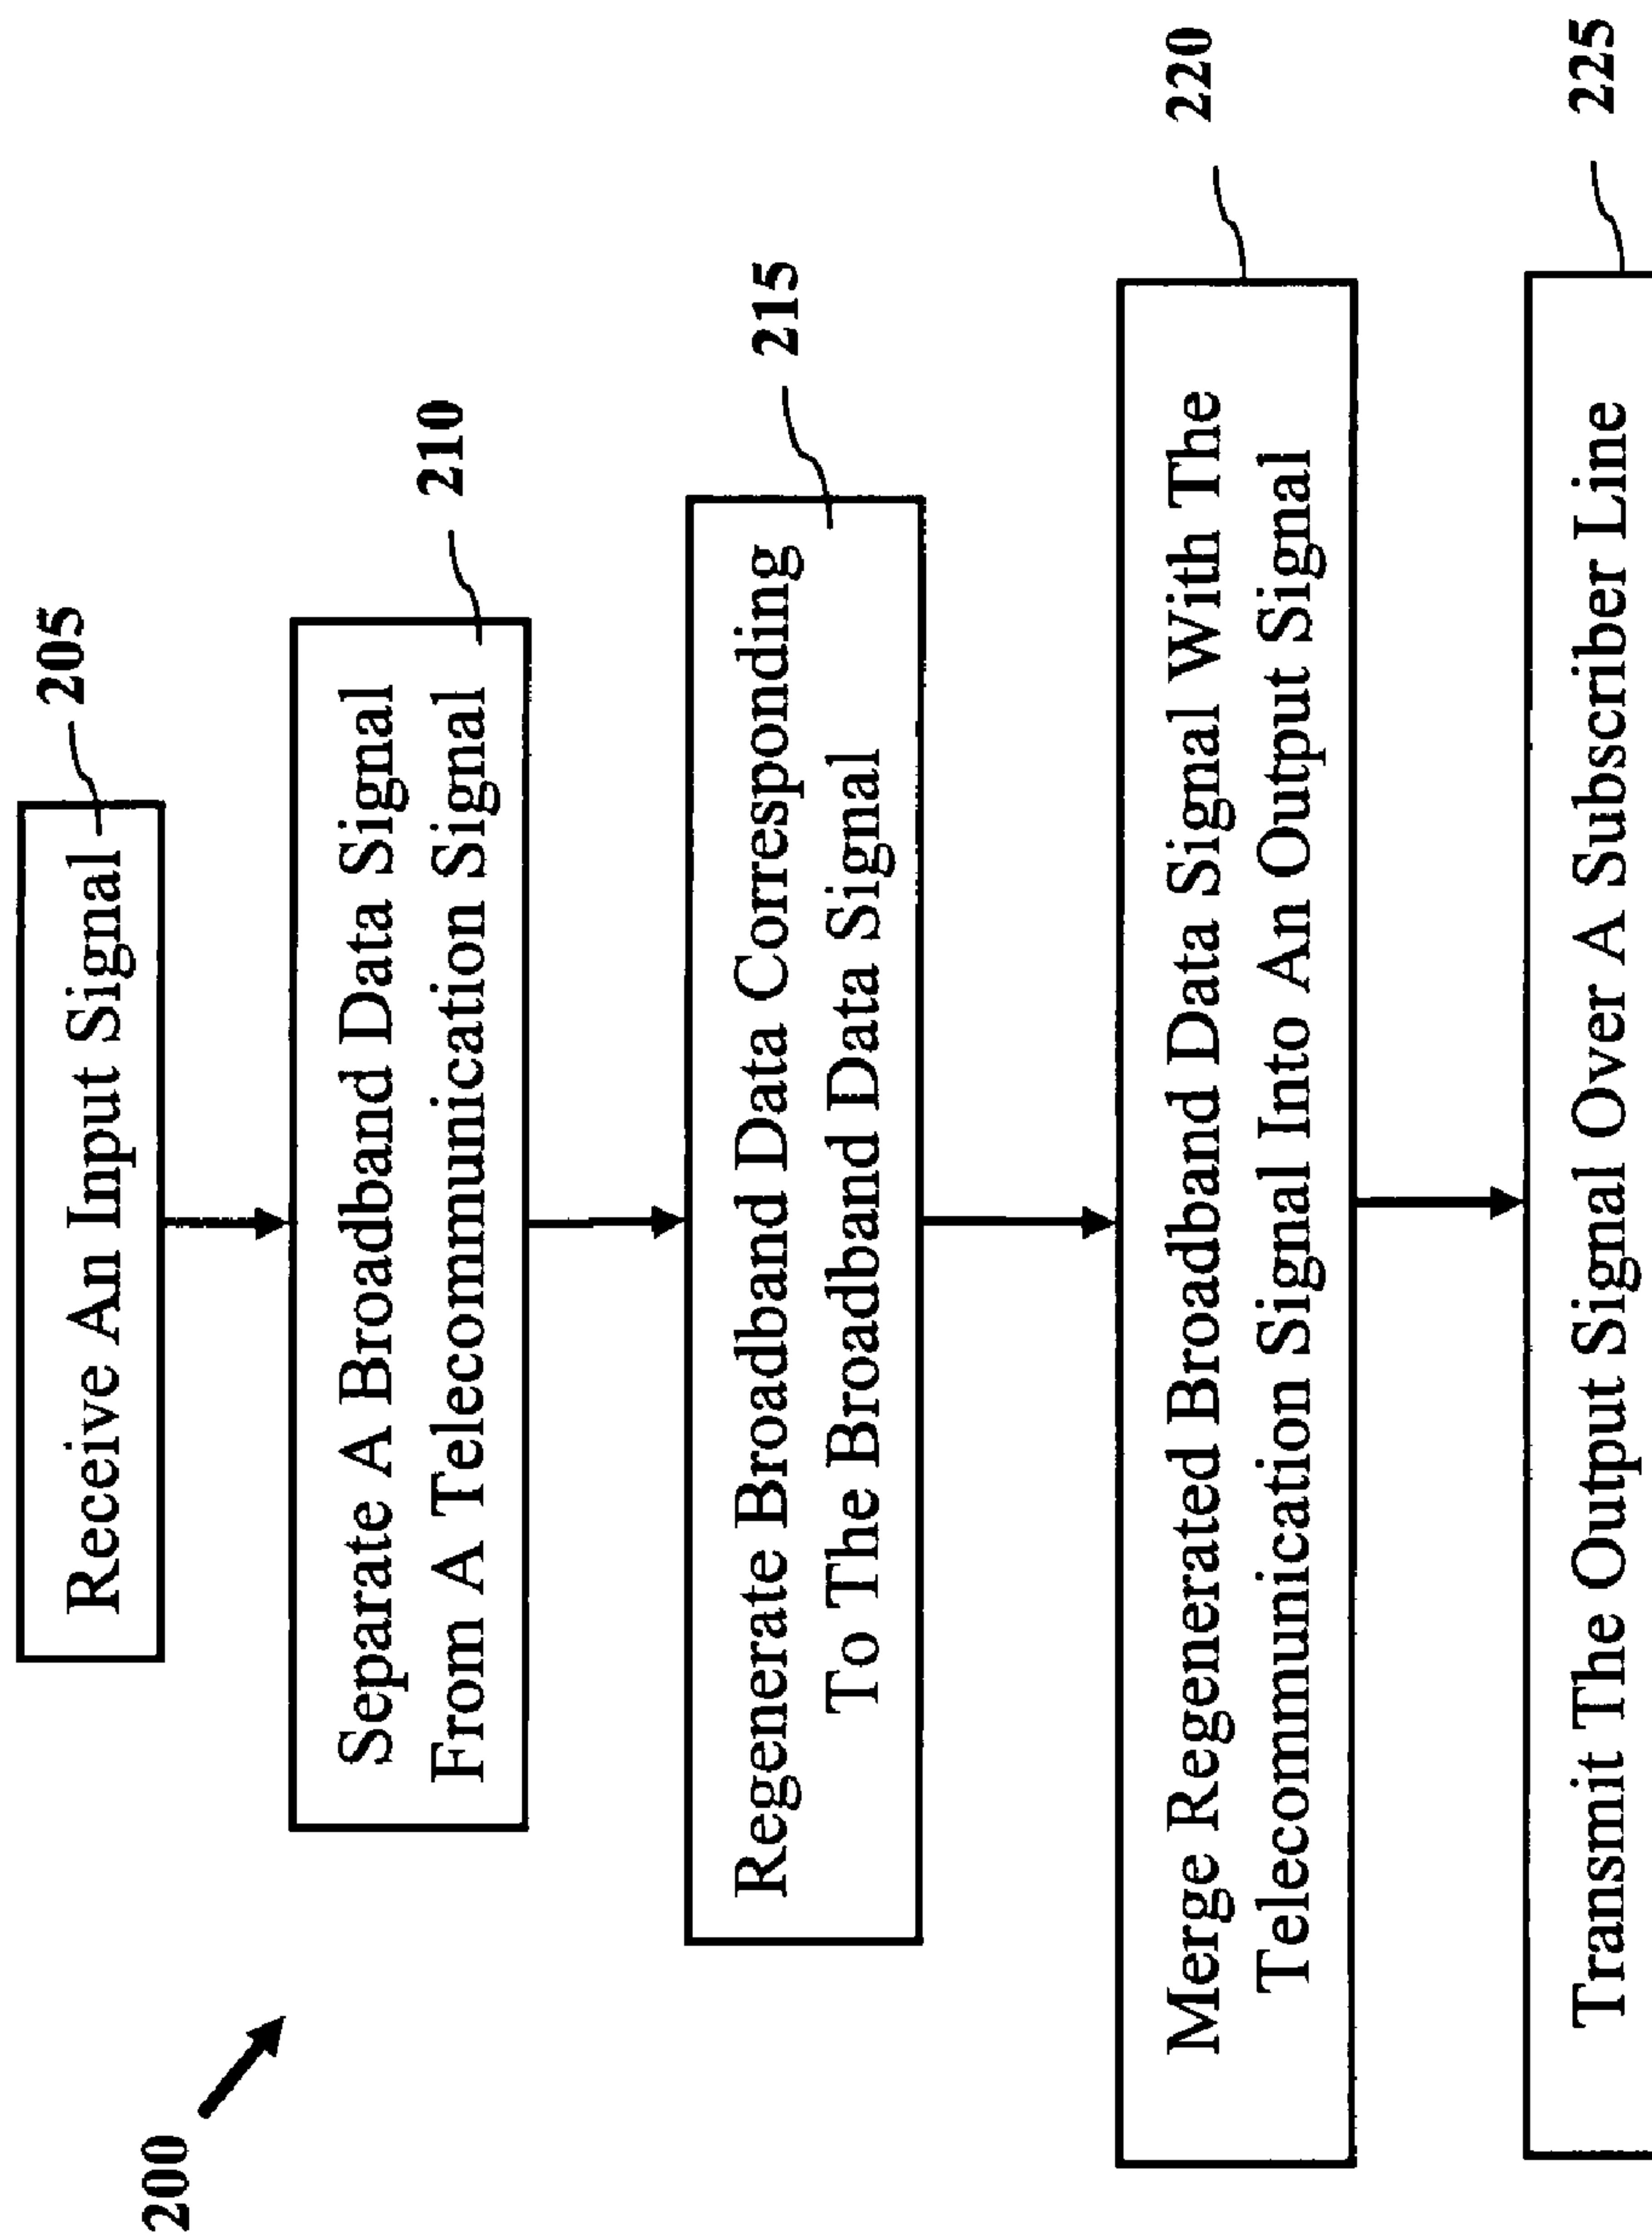 200
205
Receive An Input Signal
210
Separate A Broadband Data Signal
From A Telecommunication Signal
215
Regenerate Broadband Data Corresponding
To The Broadband Data Signal
220
Merge Regenerated Broadband Data Signal With The
Telecommunication Signal Into An Output Signal
225
Transmit The Output Signal Over A Subscriber Line